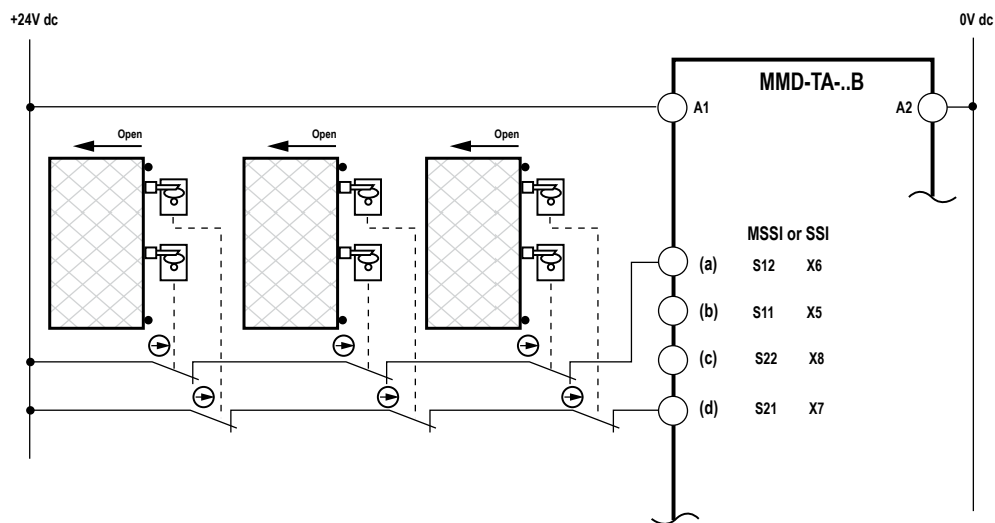 +24V dc
0V dc
MMD-TA-..B
A1
A2
Open
Open
Open
MSSI or SSI
(a) S12 X6
(b) S11 X5
(c) S22 X8
(d) S21 X7